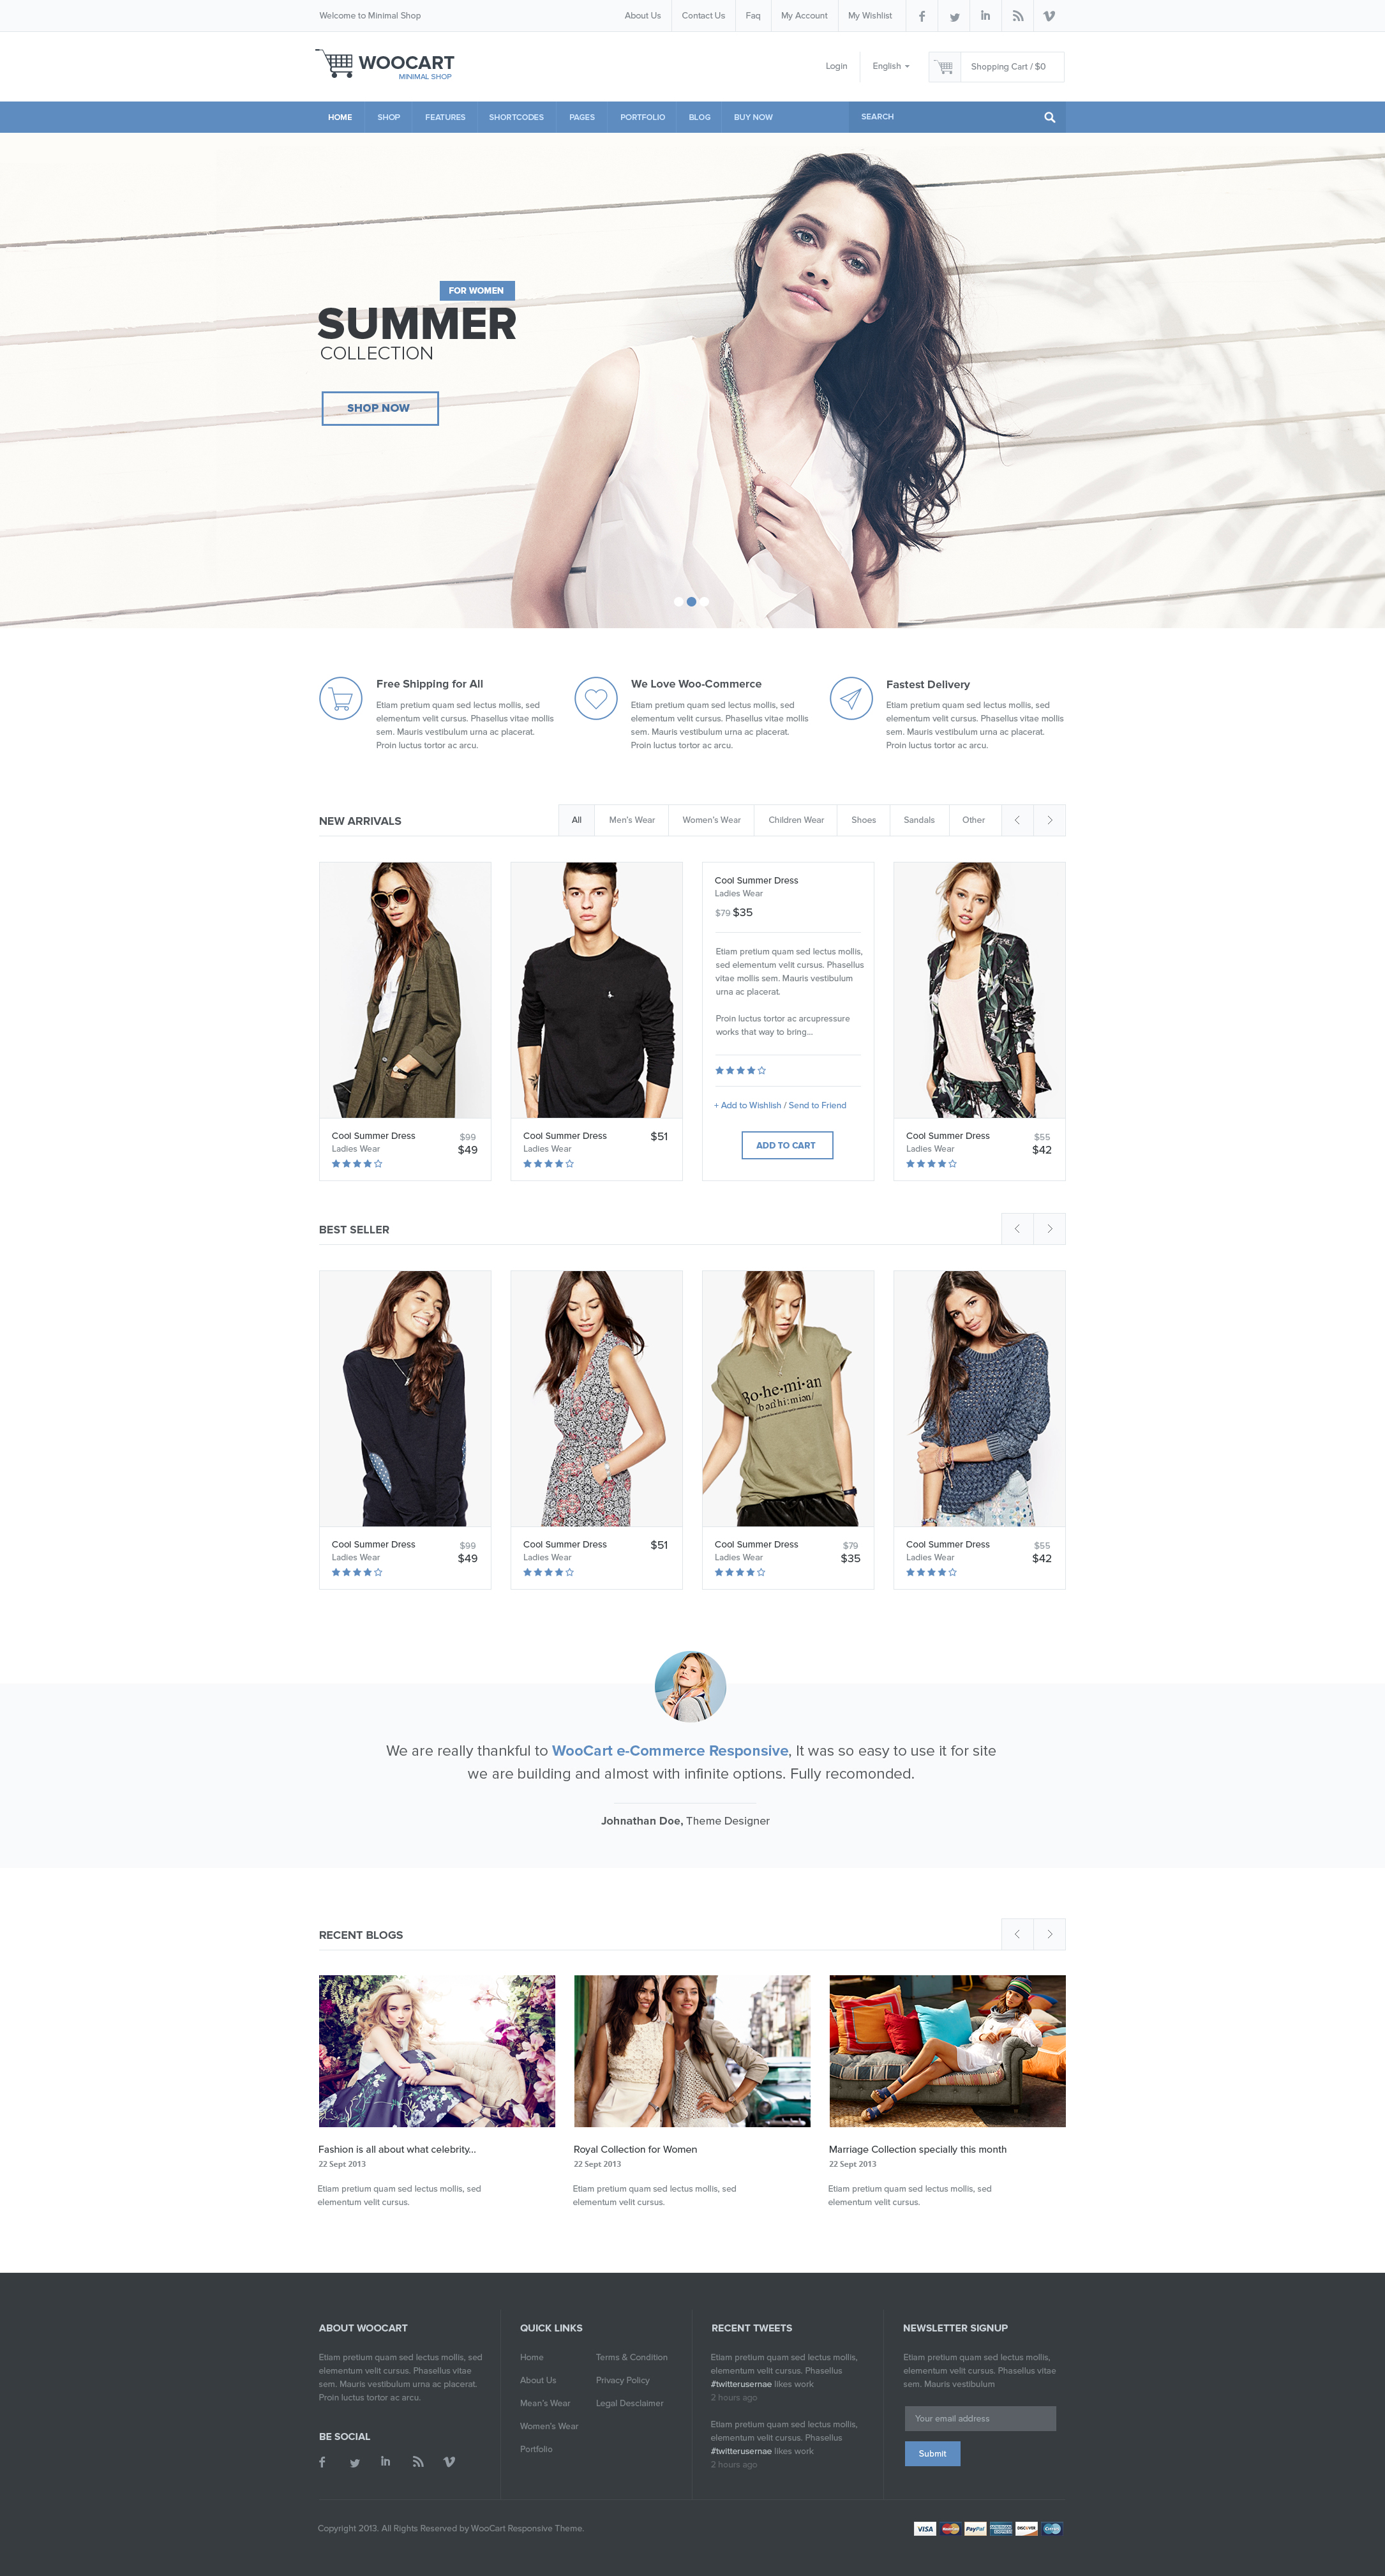 Welcome to Minimal Shop
About Us
Contact Us
Faq
My Account
My Wishlist
WOOCART
MINIMAL SHOP
Login
English
Shopping Cart / $0
HOME
SHOP
FEATURES
SHORTCODES
PAGES
PORTFOLIO
BLOG
BUY NOW
SEARCH
FOR WOMEN
SUMMER
COLLECTION
SHOP NOW
Free Shipping for All
Etiam pretium quam sed lectus mollis, sed
elementum velit cursus. Phasellus vitae mollis
sem. Mauris vestibulum urna ac placerat.
Proin luctus tortor ac arcu.
We Love Woo-Commerce
Etiam pretium quam sed lectus mollis, sed
elementum velit cursus. Phasellus vitae mollis
sem. Mauris vestibulum urna ac placerat.
Proin luctus tortor ac arcu.
Fastest Delivery
Etiam pretium quam sed lectus mollis, sed
elementum velit cursus. Phasellus vitae mollis
sem. Mauris vestibulum urna ac placerat.
Proin luctus tortor ac arcu.
NEW ARRIVALS
All
Men's Wear
Women's Wear
Children Wear
Shoes
Sandals
Other
Cool Summer Dress
Ladies Wear
$99
$49
Cool Summer Dress
Ladies Wear
$51
Cool Summer Dress
Ladies Wear
$79 $35
Etiam pretium quam sed lectus mollis,
sed elementum velit cursus. Phasellus
vitae mollis sem. Mauris vestibulum
urna ac placerat.
Proin luctus tortor ac arcupressure
works that way to bring...
+ Add to Wishlish / Send to Friend
ADD TO CART
Cool Summer Dress
Ladies Wear
$55
$42
BEST SELLER
Bo·he·mi·an
Cool Summer Dress
Ladies Wear
$99
$49
Cool Summer Dress
Ladies Wear
$51
Cool Summer Dress
Ladies Wear
$79
$35
Cool Summer Dress
Ladies Wear
$55
$42
We are really thankful to WooCart e-Commerce Responsive, It was so easy to use it for site
we are building and almost with infinite options. Fully recomonded.
Johnathan Doe, Theme Designer
RECENT BLOGS
Fashion is all about what celebrity...
22 Sept 2013
Etiam pretium quam sed lectus mollis, sed
elementum velit cursus.
Royal Collection for Women
22 Sept 2013
Etiam pretium quam sed lectus mollis, sed
elementum velit cursus.
Marriage Collection specially this month
22 Sept 2013
Etiam pretium quam sed lectus mollis, sed
elementum velit cursus.
ABOUT WOOCART
Etiam pretium quam sed lectus mollis, sed
elementum velit cursus. Phasellus vitae
sem. Mauris vestibulum urna ac placerat.
Proin luctus tortor ac arcu.
BE SOCIAL
QUICK LINKS
Home
About Us
Mean's Wear
Women's Wear
Portfolio
Terms & Condition
Privacy Policy
Legal Desclaimer
RECENT TWEETS
Etiam pretium quam sed lectus mollis,
elementum velit cursus. Phasellus
#twitterusernae likes work
2 hours ago
Etiam pretium quam sed lectus mollis,
elementum velit cursus. Phasellus
#twitterusernae likes work
2 hours ago
NEWSLETTER SIGNUP
Etiam pretium quam sed lectus mollis,
elementum velit cursus. Phasellus vitae
sem. Mauris vestibulum
Your email address
Submit
Copyright 2013. All Rights Reserved by WooCart Responsive Theme.
VISA
MasterCard
PayPal
AMERICAN EXPRESS
DISCOVER
Cirrus